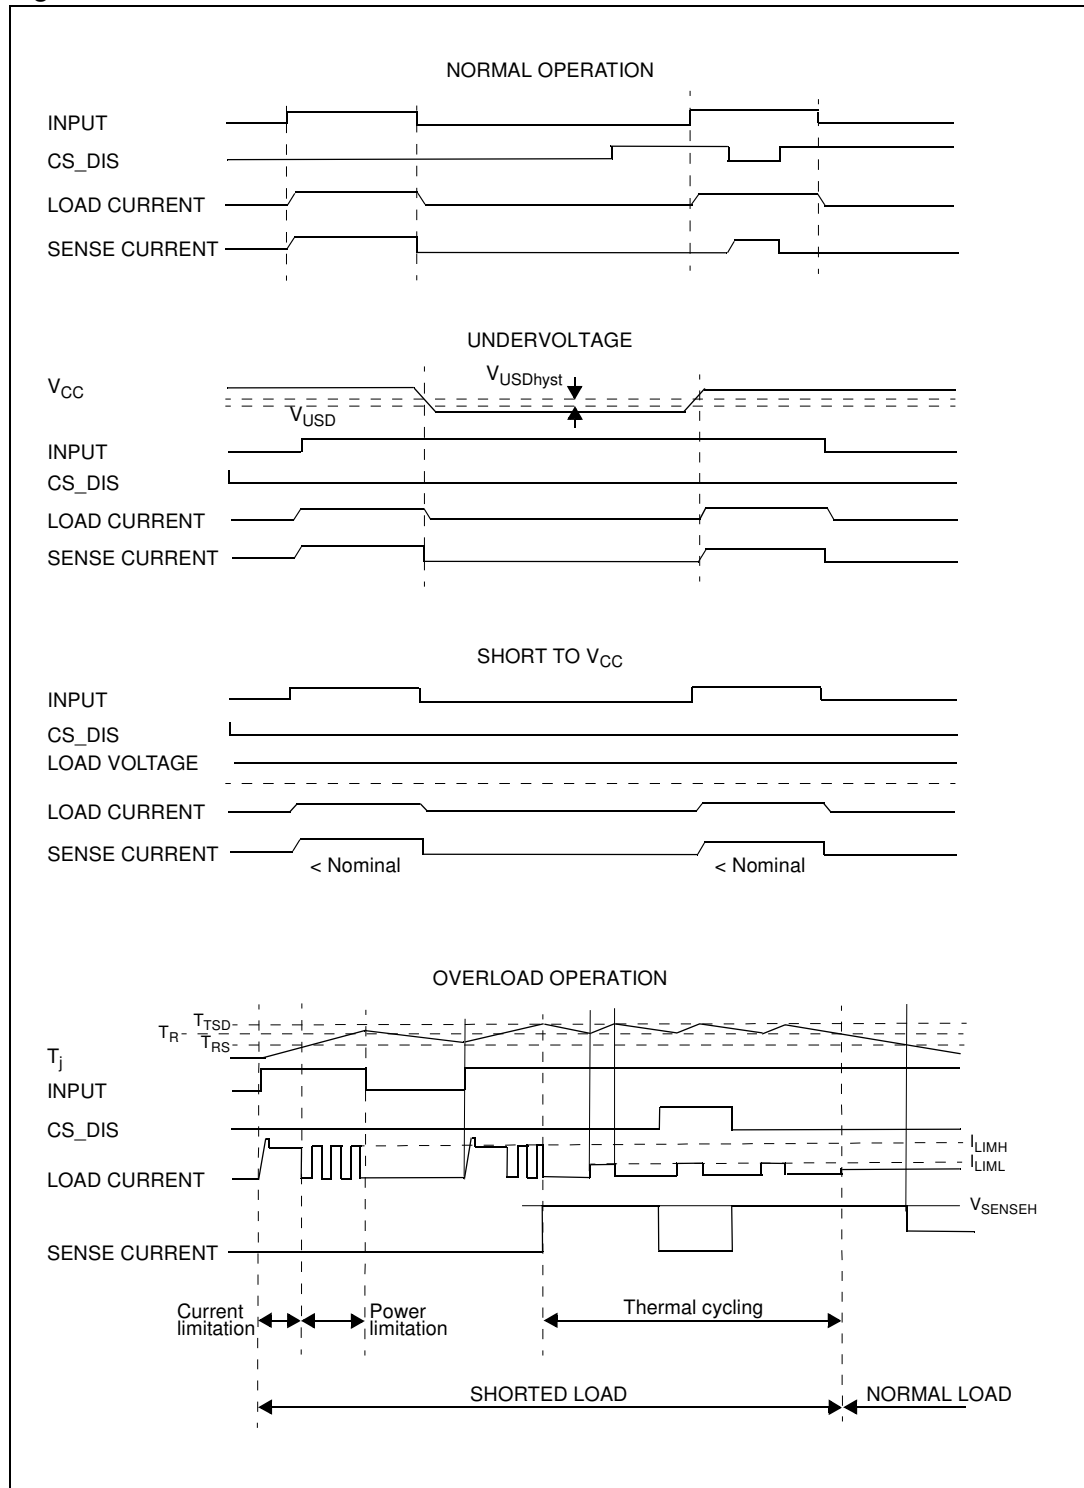 NORMAL OPERATION
INPUT
CS_DIS
LOAD CURRENT
SENSE CURRENT
UNDERVOLTAGE
VCC
VUSDhyst
VUSD
INPUT
CS_DIS
LOAD CURRENT
SENSE CURRENT
SHORT TO VCC
INPUT
CS_DIS
LOAD VOLTAGE
LOAD CURRENT
SENSE CURRENT
< Nominal
< Nominal
OVERLOAD OPERATION
TTSD
TR
TRS
Tj
INPUT
CS_DIS
ILIMH
ILIML
LOAD CURRENT
VSENSEH
SENSE CURRENT
Current
limitation
Power
limitation
Thermal cycling
SHORTED LOAD
NORMAL LOAD